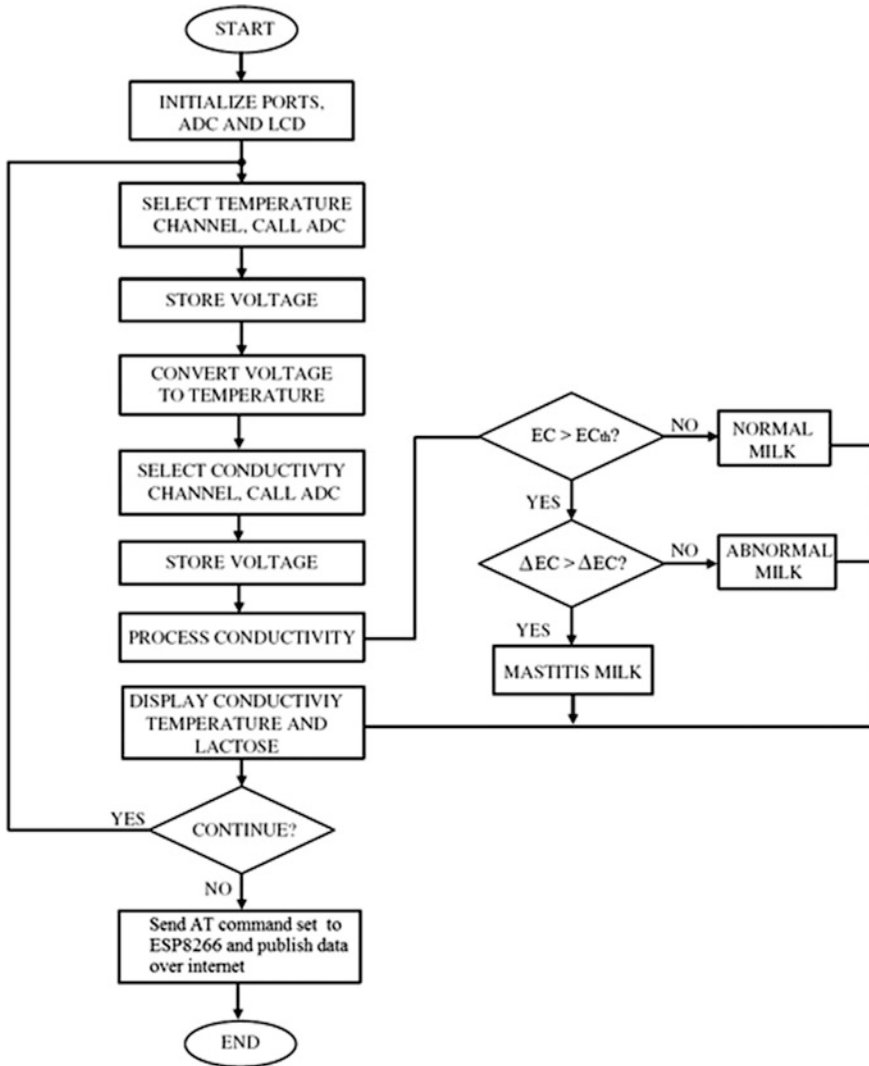 START
INITIALIZE PORTS,
ADC AND LCD
SELECT TEMPERATURE
CHANNEL, CALL ADC
STORE VOLTAGE
CONVERT VOLTAGE
TO TEMPERATURE
SELECT CONDUCTIVTY
CHANNEL, CALL ADC
STORE VOLTAGE
PROCESS CONDUCTIVITY
EC > ECth?
NO
NORMAL
MILK
YES
ΔEC > ΔEC?
NO
ABNORMAL
MILK
YES
MASTITIS MILK
DISPLAY CONDUCTIVIY
TEMPERATURE AND
LACTOSE
CONTINUE?
YES
NO
Send AT command set to
ESP8266 and publish data
over internet
END